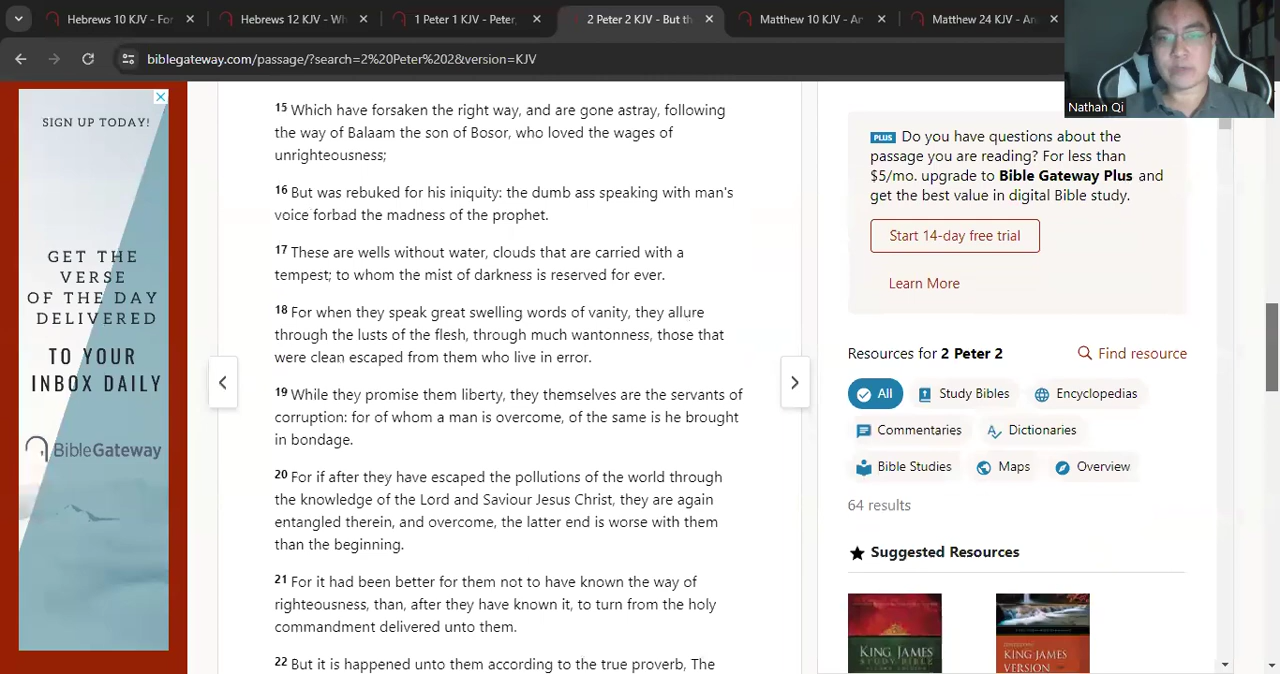 Hebrews 10 KJV - For
Hebrews 12 KJV - Wh
1 Peter 1 KJV - Peter,
2 Peter 2 KJV - But th
Matthew 10 KJV - An
Matthew 24 KJV - An
biblegateway.com/passage/?search=2%20Peter%202&version=KJV
Nathan Qi
SIGN UP TODAY!
GET THE
VERSE
OF THE DAY
DELIVERED
TO YOUR
INBOX DAILY
BibleGateway
15 Which have forsaken the right way, and are gone astray, following
the way of Balaam the son of Bosor, who loved the wages of
unrighteousness;
16 But was rebuked for his iniquity: the dumb ass speaking with man's
voice forbad the madness of the prophet.
17 These are wells without water, clouds that are carried with a
tempest; to whom the mist of darkness is reserved for ever.
18 For when they speak great swelling words of vanity, they allure
through the lusts of the flesh, through much wantonness, those that
were clean escaped from them who live in error.
19 While they promise them liberty, they themselves are the servants of
corruption: for of whom a man is overcome, of the same is he brought
in bondage.
20 For if after they have escaped the pollutions of the world through
the knowledge of the Lord and Saviour Jesus Christ, they are again
entangled therein, and overcome, the latter end is worse with them
than the beginning.
21 For it had been better for them not to have known the way of
righteousness, than, after they have known it, to turn from the holy
commandment delivered unto them.
22 But it is happened unto them according to the true proverb, The
PLUS Do you have questions about the
passage you are reading? For less than
$5/mo. upgrade to Bible Gateway Plus and
get the best value in digital Bible study.
Start 14-day free trial
Learn More
Resources for 2 Peter 2
Find resource
All
Study Bibles
Encyclopedias
Commentaries
Dictionaries
Bible Studies
Maps
Overview
64 results
Suggested Resources
KING JAMES
STUDY BIBLE
KING JAMES
VERSION